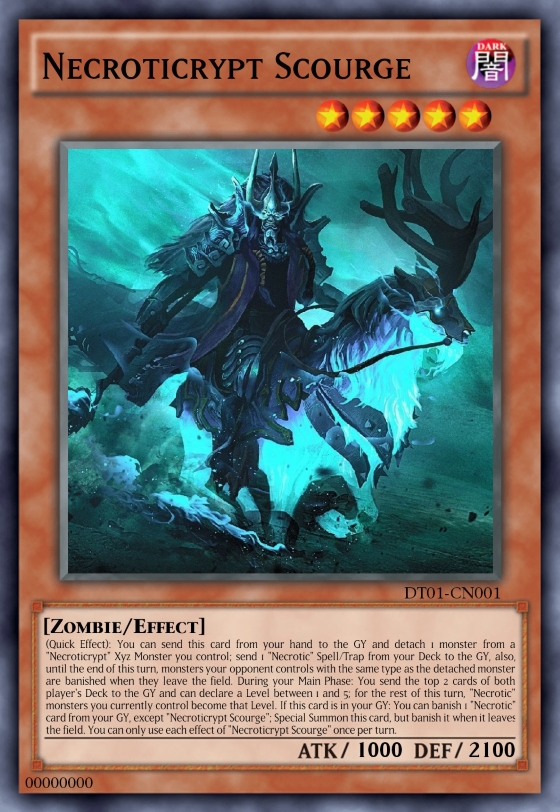 Necroticrypt Scourge
DARK
闇
DT01-CN001
[Zombie/Effect]
(Quick Effect): You can send this card from your hand to the GY and detach 1 monster from a
"Necroticrypt" Xyz Monster you control; send 1 "Necrotic" Spell/Trap from your Deck to the GY, also,
until the end of this turn, monsters your opponent controls with the same type as the detached monster
are banished when they leave the field. During your Main Phase: You send the top 2 cards of both
player's Deck to the GY and can declare a Level between 1 and 5; for the rest of this turn, "Necrotic"
monsters you currently control become that Level. If this card is in your GY: You can banish 1 "Necrotic"
card from your GY, except "Necroticrypt Scourge"; Special Summon this card, but banish it when it leaves
the field. You can only use each effect of "Necroticrypt Scourge" once per turn.
ATK/ 1000 DEF/ 2100
00000000